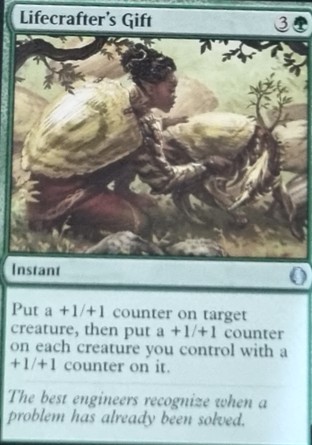 Lifecrafter's Gift 3
Instant
Put a +1/+1 counter on target
creature, then put a +1/+1 counter
on each creature you control with a
+1/+1 counter on it.
The best engineers recognize when a
problem has already been solved.